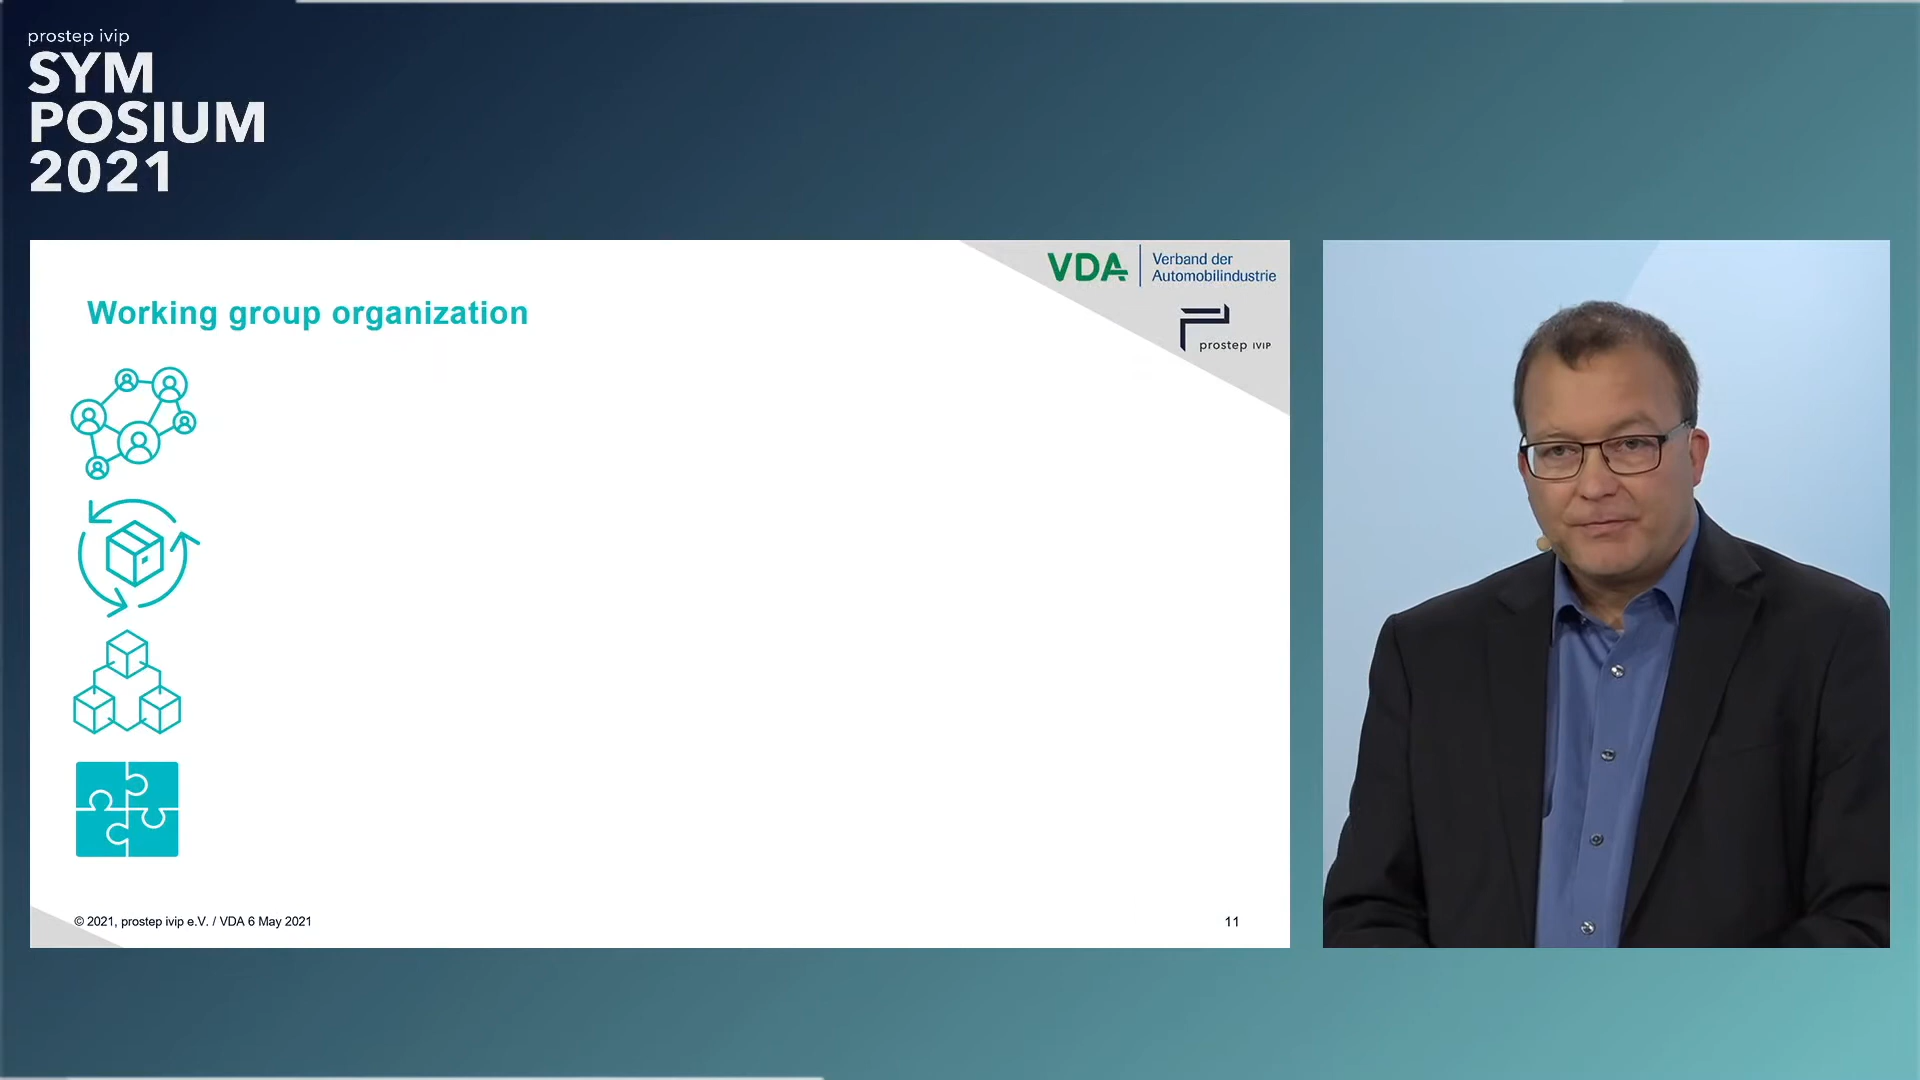 prostep ivip
SYM
POSIUM
2021
VDA
Verband der
Automobilindustrie
prostep IVIP
Working group organization
© 2021, prostep ivip e.V. / VDA 6 May 2021
11